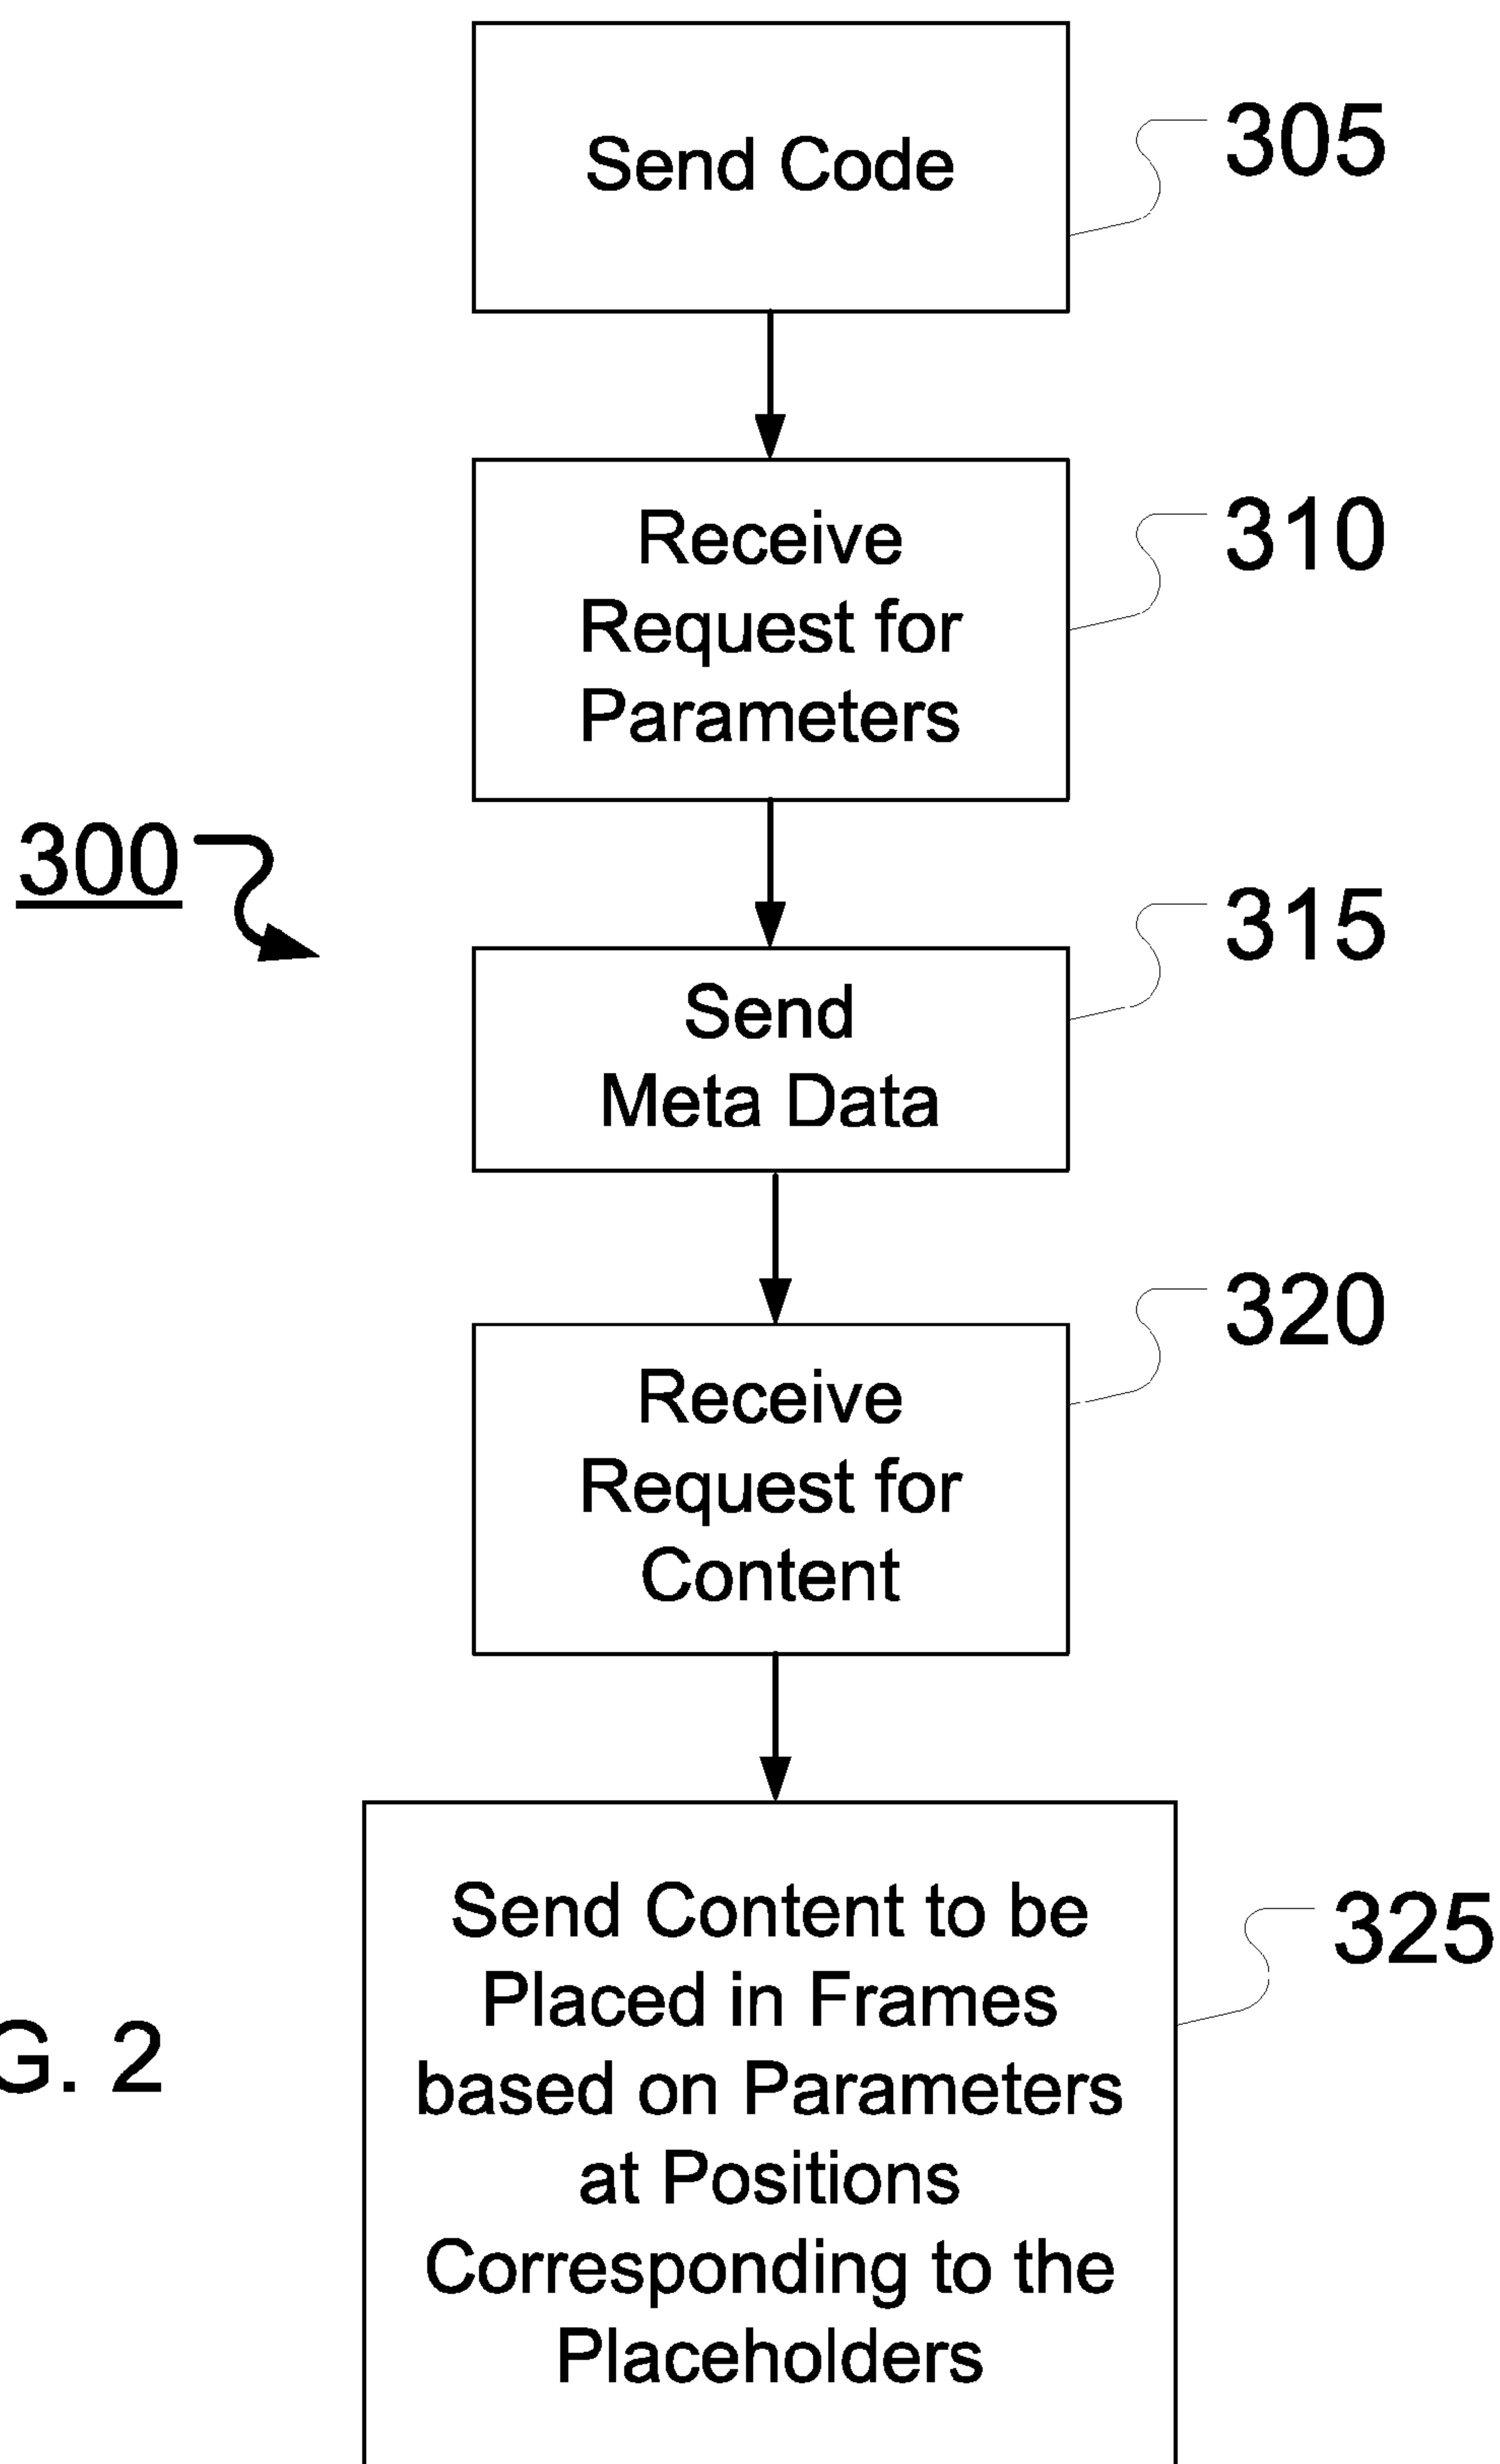 Send Code
305
Receive
Request for
Parameters
310
300
Send
Meta Data
315
Receive
Request for
Content
320
Send Content to be
Placed in Frames
based on Parameters
at Positions
Corresponding to the
Placeholders
325
G. 2